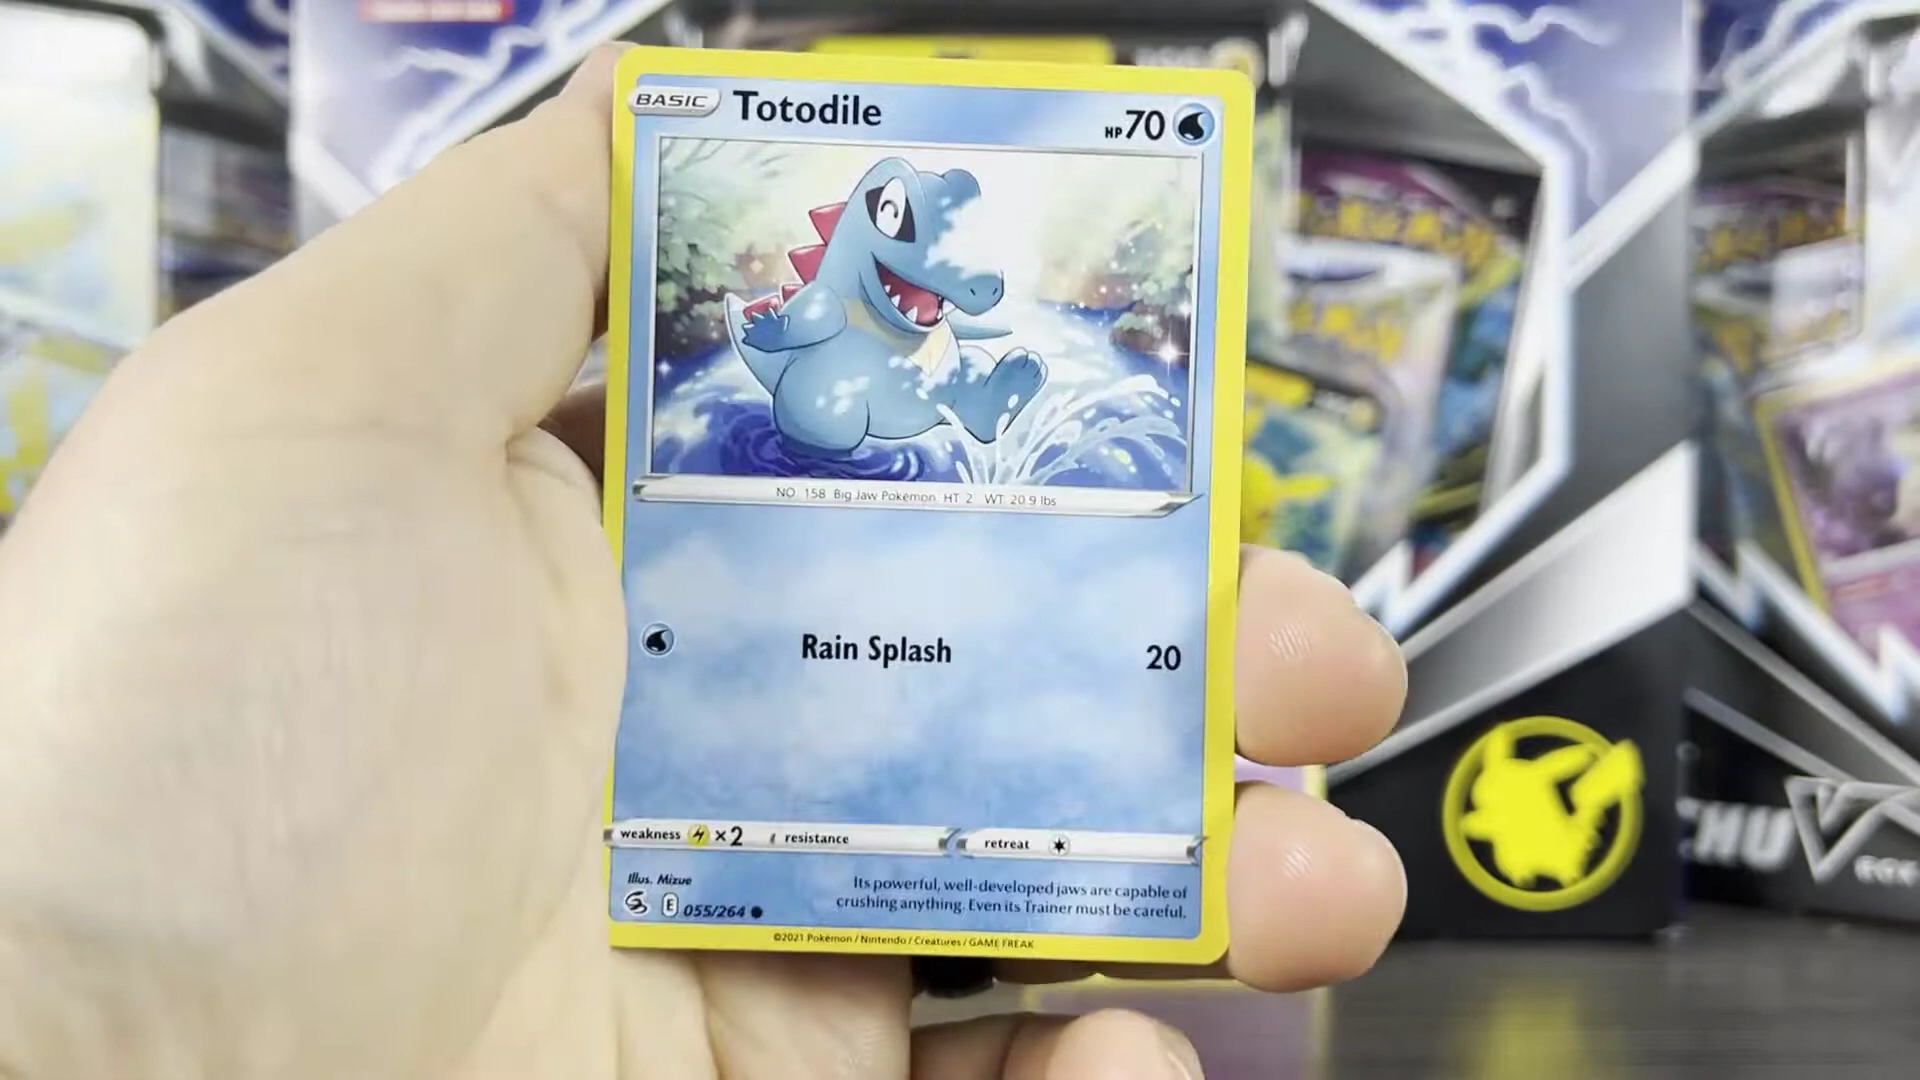 BASIC Totodile HP 70
NO. 158 Big Jaw Pokémon HT 2 WT 20.9 lbs
Rain Splash 20
weakness ×2 resistance retreat
Illus. Mizue
Its powerful, well-developed jaws are capable of
crushing anything. Even its Trainer must be careful.
E 055/264
©2021 Pokémon / Nintendo / Creatures / GAME FREAK
CHU V